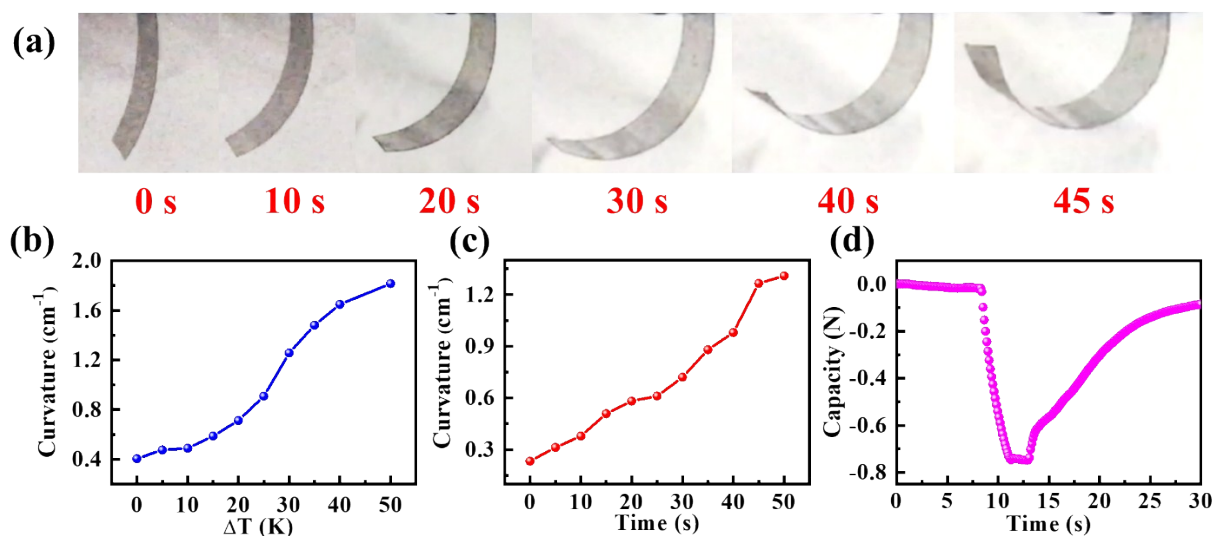 (a)
0 s 10 s 20 s 30 s 40 s 45 s
(b)
2.0
1.6
1.2
0.8
0.4
Curvature (cm⁻¹)
0 10 20 30 40 50
ΔT (K)
(c)
1.2
0.9
0.6
0.3
Curvature (cm⁻¹)
0 10 20 30 40 50
Time (s)
(d)
0.0
-0.2
-0.4
-0.6
-0.8
Capacity (N)
0 5 10 15 20 25 30
Time (s)